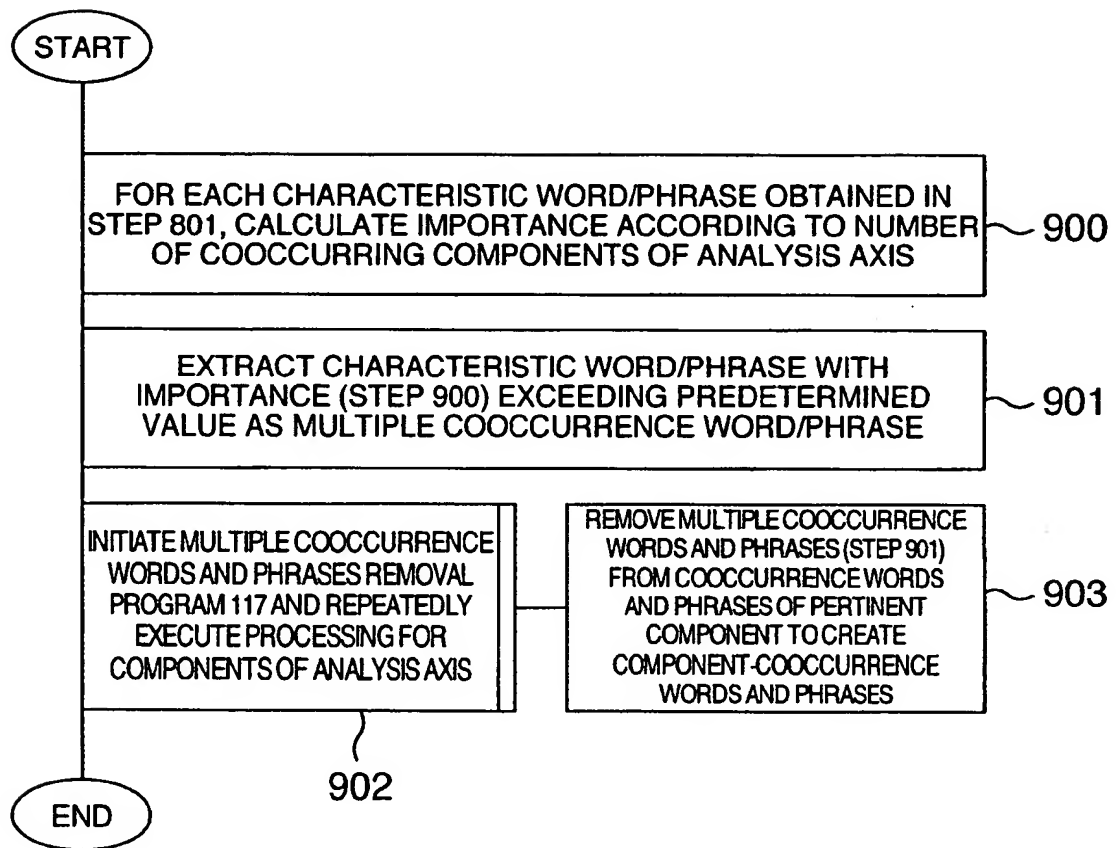 START
FOR EACH CHARACTERISTIC WORD/PHRASE OBTAINED IN
STEP 801, CALCULATE IMPORTANCE ACCORDING TO NUMBER
OF COOCCURRING COMPONENTS OF ANALYSIS AXIS
900
EXTRACT CHARACTERISTIC WORD/PHRASE WITH
IMPORTANCE (STEP 900) EXCEEDING PREDETERMINED
VALUE AS MULTIPLE COOCCURRENCE WORD/PHRASE
901
INITIATE MULTIPLE COOCCURRENCE
WORDS AND PHRASES REMOVAL
PROGRAM 117 AND REPEATEDLY
EXECUTE PROCESSING FOR
COMPONENTS OF ANALYSIS AXIS
902
REMOVE MULTIPLE COOCCURRENCE
WORDS AND PHRASES (STEP 901)
FROM COOCCURRENCE WORDS
AND PHRASES OF PERTINENT
COMPONENT TO CREATE
COMPONENT-COOCCURRENCE
WORDS AND PHRASES
903
END